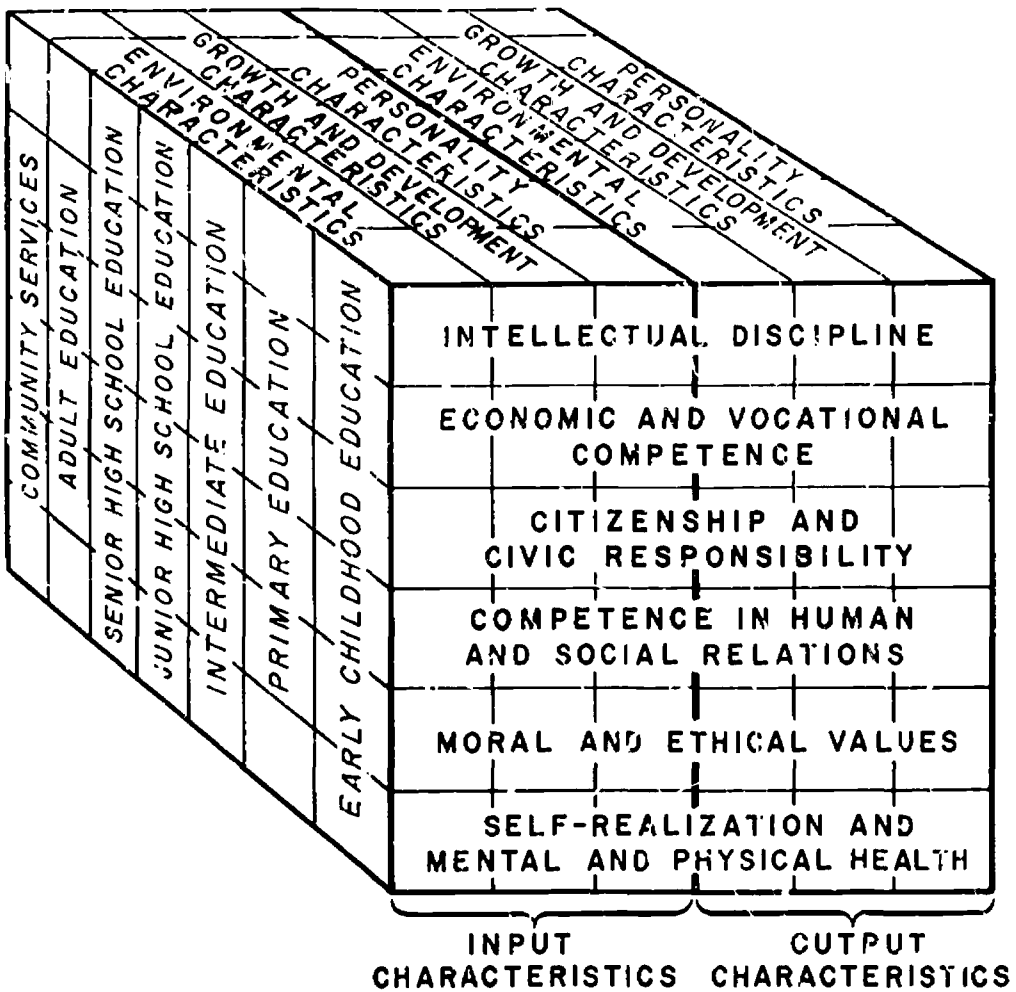 ENVIRONMENTAL
CHARACTERISTICS
GROWTH AND DEVELOPMENT
CHARACTERISTICS
PERSONALITY
CHARACTERISTICS
ENVIRONMENTAL
CHARACTERISTICS
GROWTH AND DEVELOPMENT
CHARACTERISTICS
PERSONALITY
CHARACTERISTICS
COMMUNITY SERVICES
ADULT EDUCATION
SENIOR HIGH SCHOOL EDUCATION
JUNIOR HIGH SCHOOL EDUCATION
INTERMEDIATE EDUCATION
PRIMARY EDUCATION
EARLY CHILDHOOD EDUCATION
INTELLECTUAL DISCIPLINE
ECONOMIC AND VOCATIONAL
COMPETENCE
CITIZENSHIP AND
CIVIC RESPONSIBILITY
COMPETENCE IN HUMAN
AND SOCIAL RELATIONS
MORAL AND ETHICAL VALUES
SELF-REALIZATION AND
MENTAL AND PHYSICAL HEALTH
INPUT
CHARACTERISTICS
OUTPUT
CHARACTERISTICS